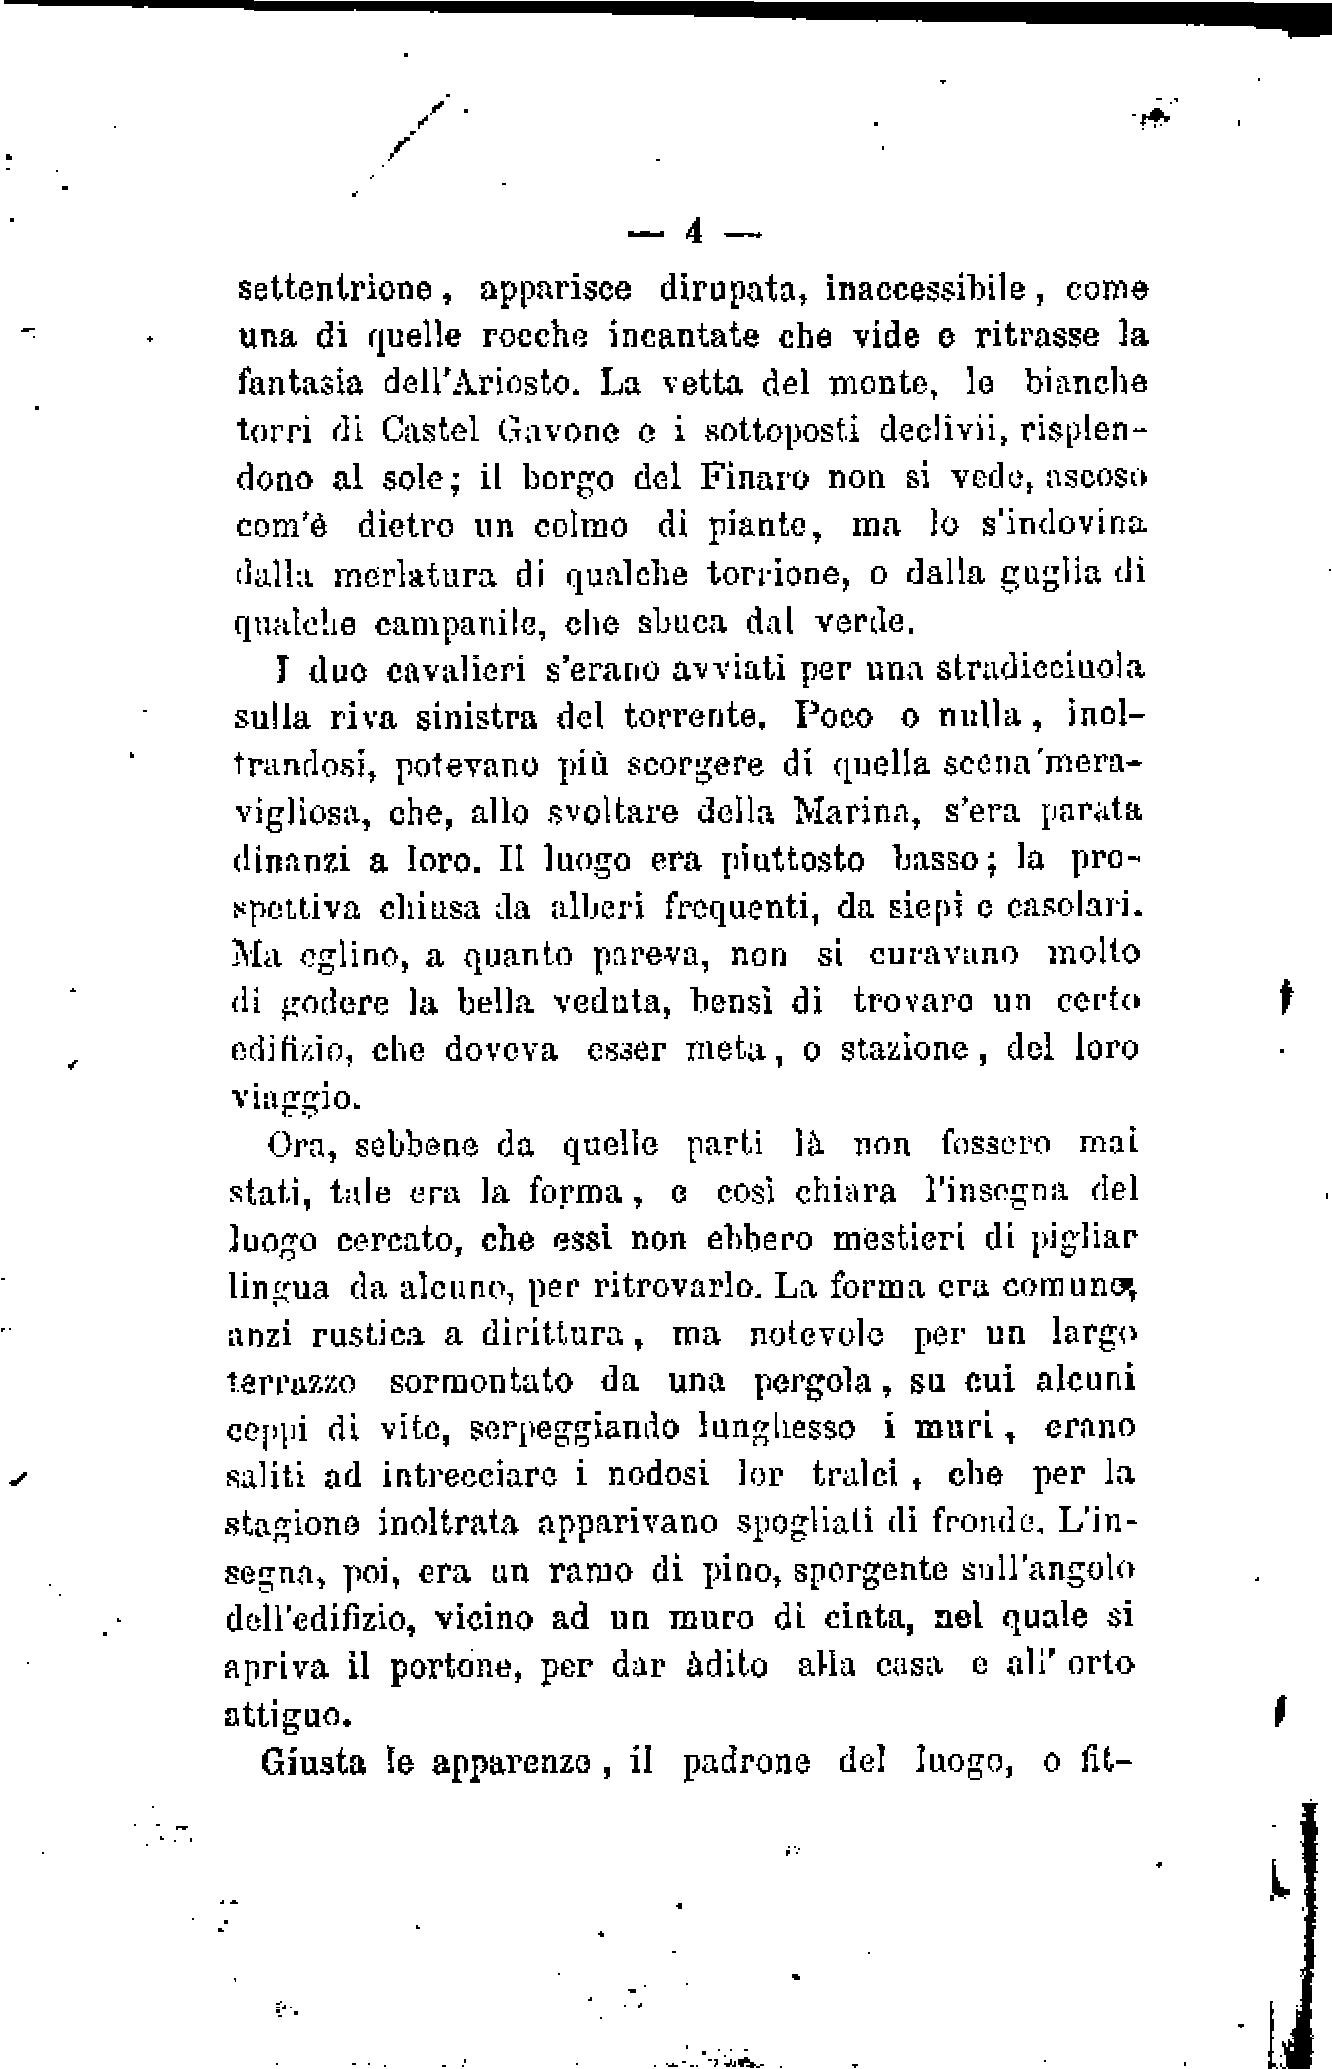 — 4 —
settentrione, apparisce dirupata, inaccessibile, come
una di quelle rocche incantate che vide e ritrasse la
fantasia dell'Ariosto. La vetta del monte, le bianche
torri di Castel Gavone e i sottoposti declivii, risplen-
dono al sole; il borgo del Finaro non si vede, ascoso
com'è dietro un colmo di piante, ma lo s'indovina
dalla merlatura di qualche torrione, o dalla guglia di
qualche campanile, che sbuca dal verde.
I due cavalieri s'erano avviati per una stradicciuola
sulla riva sinistra del torrente. Poco o nulla, inol-
trandosi, potevano più scorgere di quella scena mera-
vigliosa, che, allo svoltare della Marina, s'era parata
dinanzi a loro. Il luogo era piuttosto basso; la pro-
spettiva chiusa da alberi frequenti, da siepi e casolari.
Ma eglino, a quanto pareva, non si curavano molto
di godere la bella veduta, bensì di trovare un certo
edifizio, che doveva esser meta, o stazione, del loro
viaggio.
Ora, sebbene da quelle parti là non fossero mai
stati, tale era la forma, e così chiara l'insegna del
luogo cercato, che essi non ebbero mestieri di pigliar
lingua da alcuno, per ritrovarlo. La forma era comune,
anzi rustica a dirittura, ma notevole per un largo
terrazzo sormontato da una pergola, su cui alcuni
ceppi di vite, serpeggiando lunghesso i muri, erano
saliti ad intrecciare i nodosi lor tralci, che per la
stagione inoltrata apparivano spogliati di fronde. L'in-
segna, poi, era un ramo di pino, sporgente sull'angolo
dell'edifizio, vicino ad un muro di cinta, nel quale si
apriva il portone, per dar àdito alla casa e all' orto
attiguo.
Giusta le apparenze, il padrone del luogo, o fit-